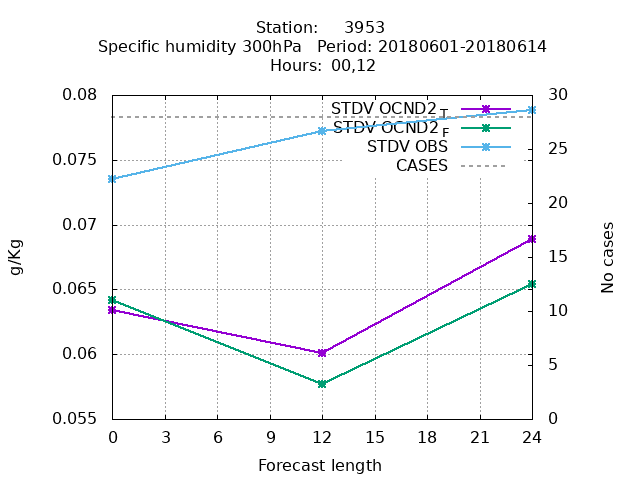 Station:     3953
Specific humidity 300hPa   Period: 20180601-20180614
Hours: 00,12
STDV OCND2 T
STDV OCND2 F
STDV OBS
CASES
0.08
0.075
0.07
0.065
0.06
0.055
g/Kg
30
25
20
15
10
5
0
No cases
0 3 6 9 12 15 18 21 24
Forecast length